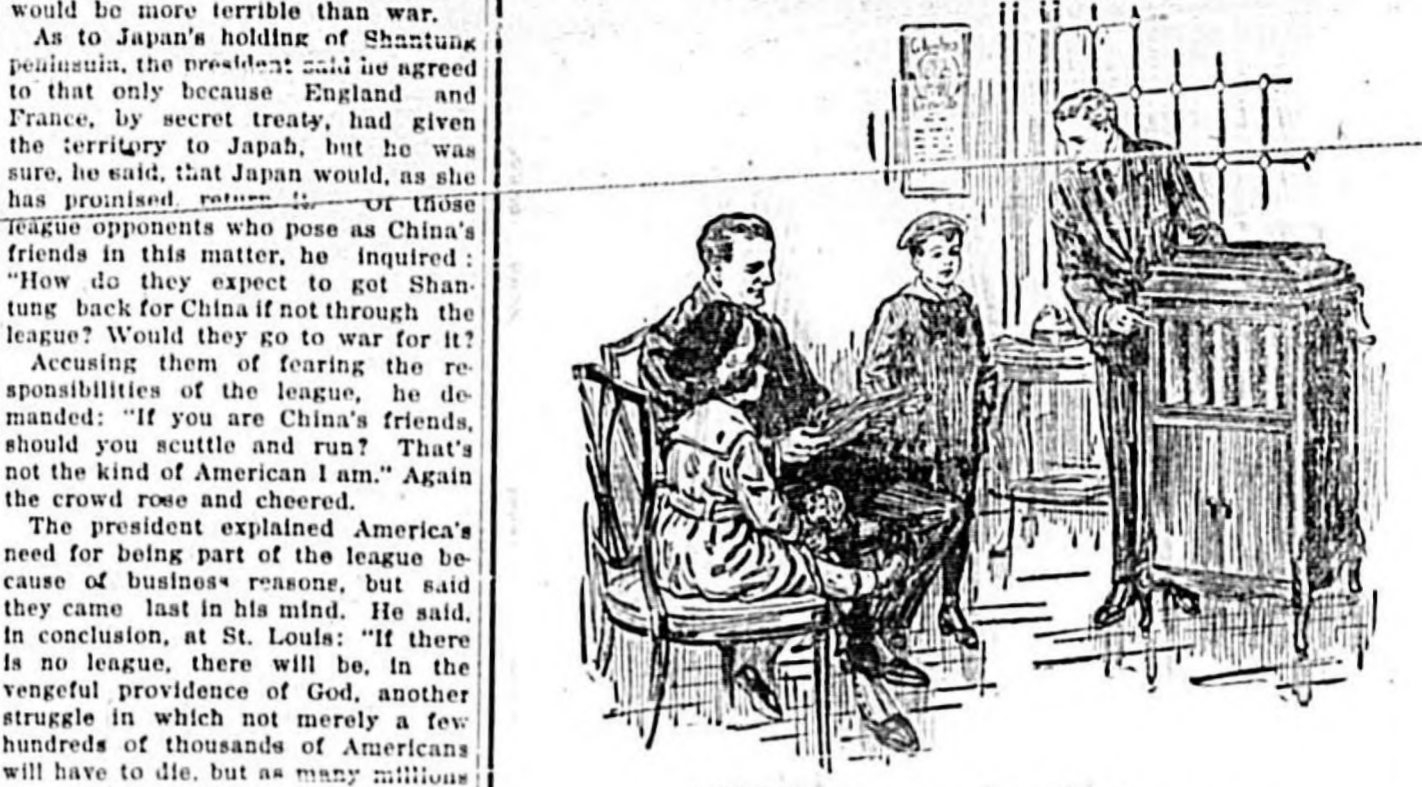 would be more terrible than war.
As to Japan's holding of Shantung
peninsula, the president said he agreed
to that only because England and
France, by secret treaty, had given
the territory to Japan, but he was
sure, he said, that Japan would, as she
has promised, return it. Of those
league opponents who pose as China's
friends in this matter, he inquired:
"How do they expect to get Shan-
tung back for China if not through the
league? Would they go to war for it?
Accusing them of fearing the re-
sponsibilities of the league, he de-
manded: "If you are China's friends,
should you scuttle and run? That's
not the kind of American I am." Again
the crowd rose and cheered.
The president explained America's
need for being part of the league be-
cause of business reasons, but said
they came last in his mind. He said,
in conclusion, at St. Louis: "If there
is no league, there will be, in the
vengeful providence of God, another
struggle in which not merely a few
hundreds of thousands of Americans
will have to die, but as many millions